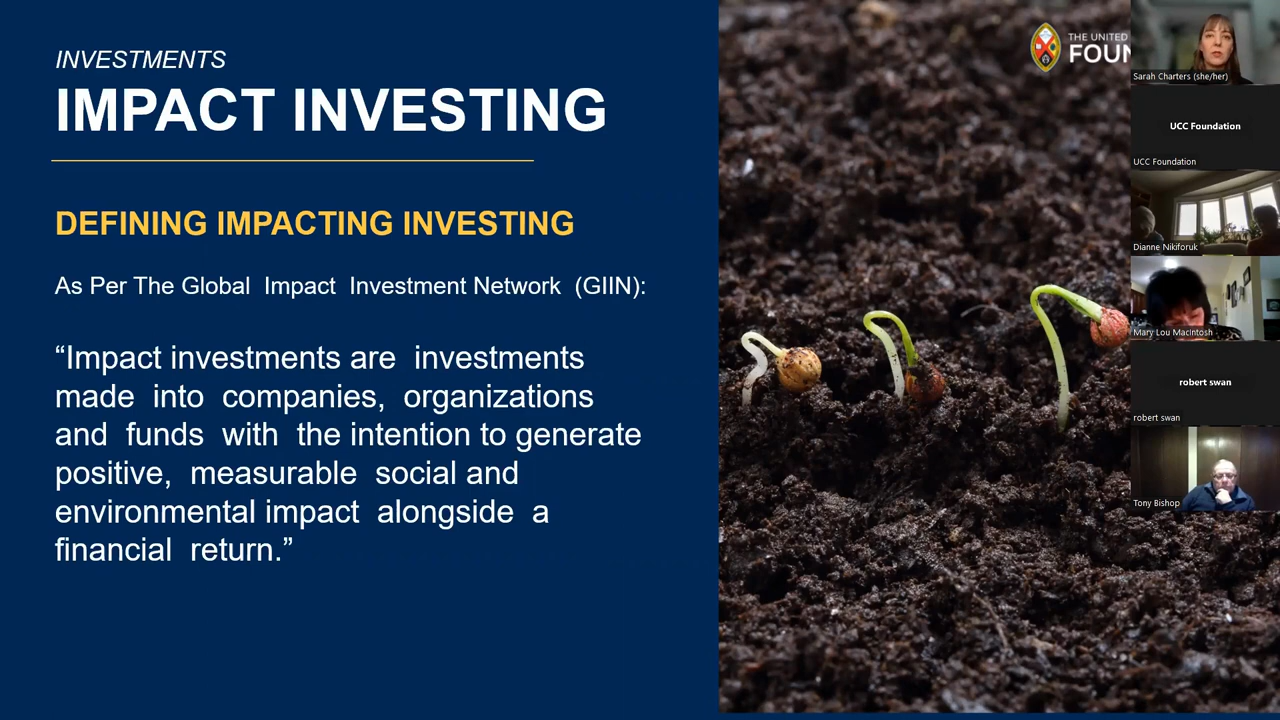 INVESTMENTS
IMPACT INVESTING
DEFINING IMPACTING INVESTING
As Per The Global Impact Investment Network (GIIN):
“Impact investments are investments
made into companies, organizations
and funds with the intention to generate
positive, measurable social and
environmental impact alongside a
financial return.”
THE UNITED
FOUN
Sarah Charters (she/her)
UCC Foundation
UCC Foundation
Dianne Nikiforuk
Mary Lou MacIntosh
robert swan
robert swan
Tony Bishop